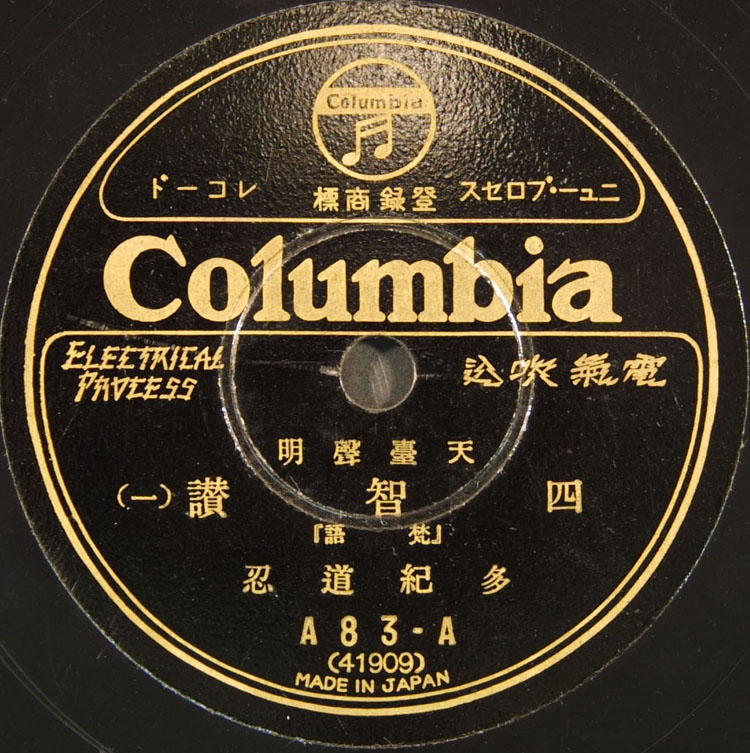 Columbia
ニュー・プロセス 登録商標 レコード
Columbia
ELECTRICAL PROCESS
電氣吹込
天臺聲明
四智讃(一)
『梵語』
多紀道忍
A83-A
(41909)
MADE IN JAPAN